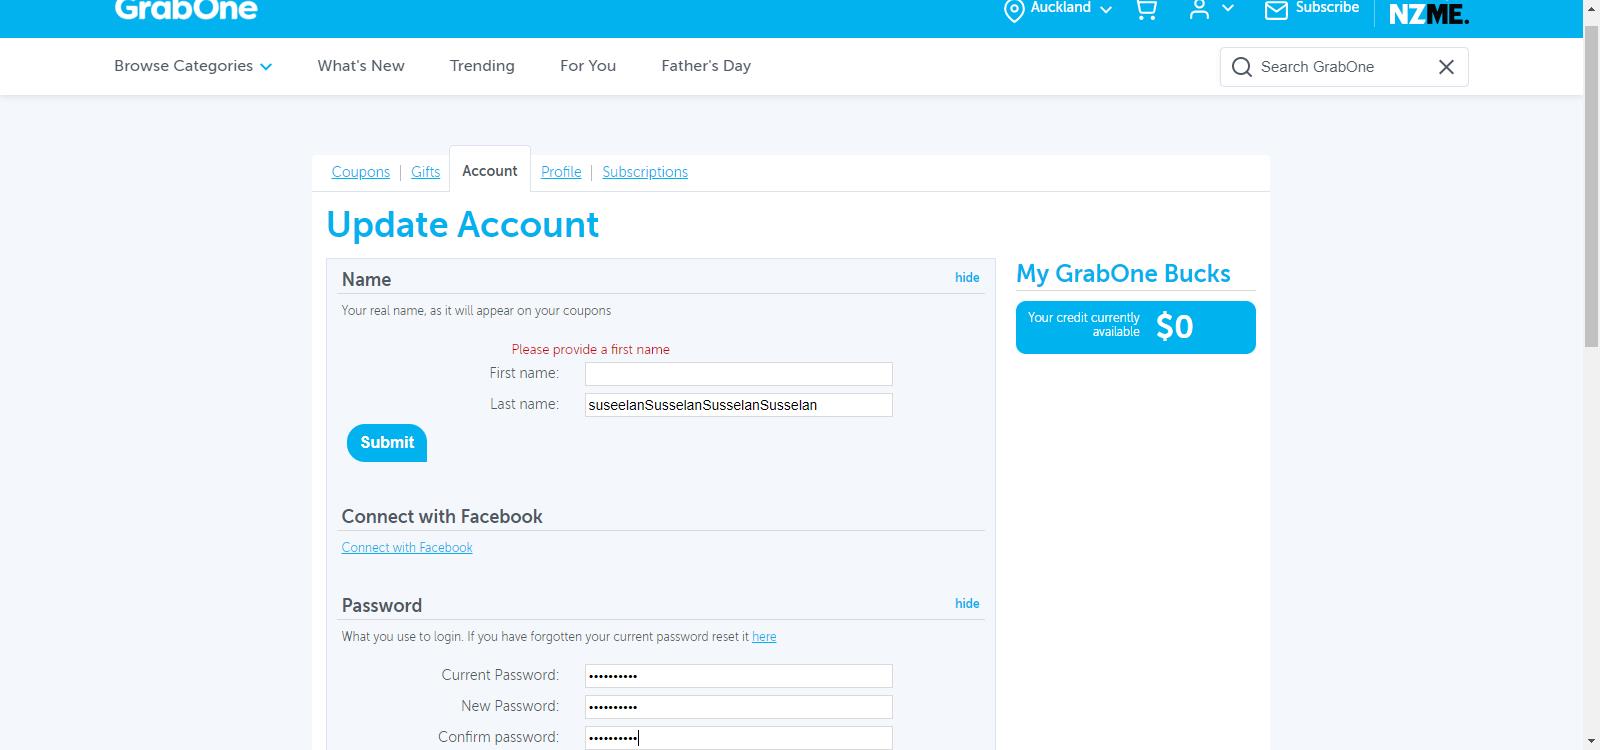 GrabOne
Auckland
Subscribe
NZME.
Browse Categories
What's New
Trending
For You
Father's Day
Search GrabOne
Coupons | Gifts
Account
Profile | Subscriptions
Update Account
Name
hide
Your real name, as it will appear on your coupons
Please provide a first name
First name:
Last name: suseelanSusselanSusselanSusselan
Submit
Connect with Facebook
Connect with Facebook
Password
hide
What you use to login. If you have forgotten your current password reset it here
Current Password: ••••••••••
New Password: ••••••••••
Confirm password: ••••••••••
My GrabOne Bucks
Your credit currently
available
$0